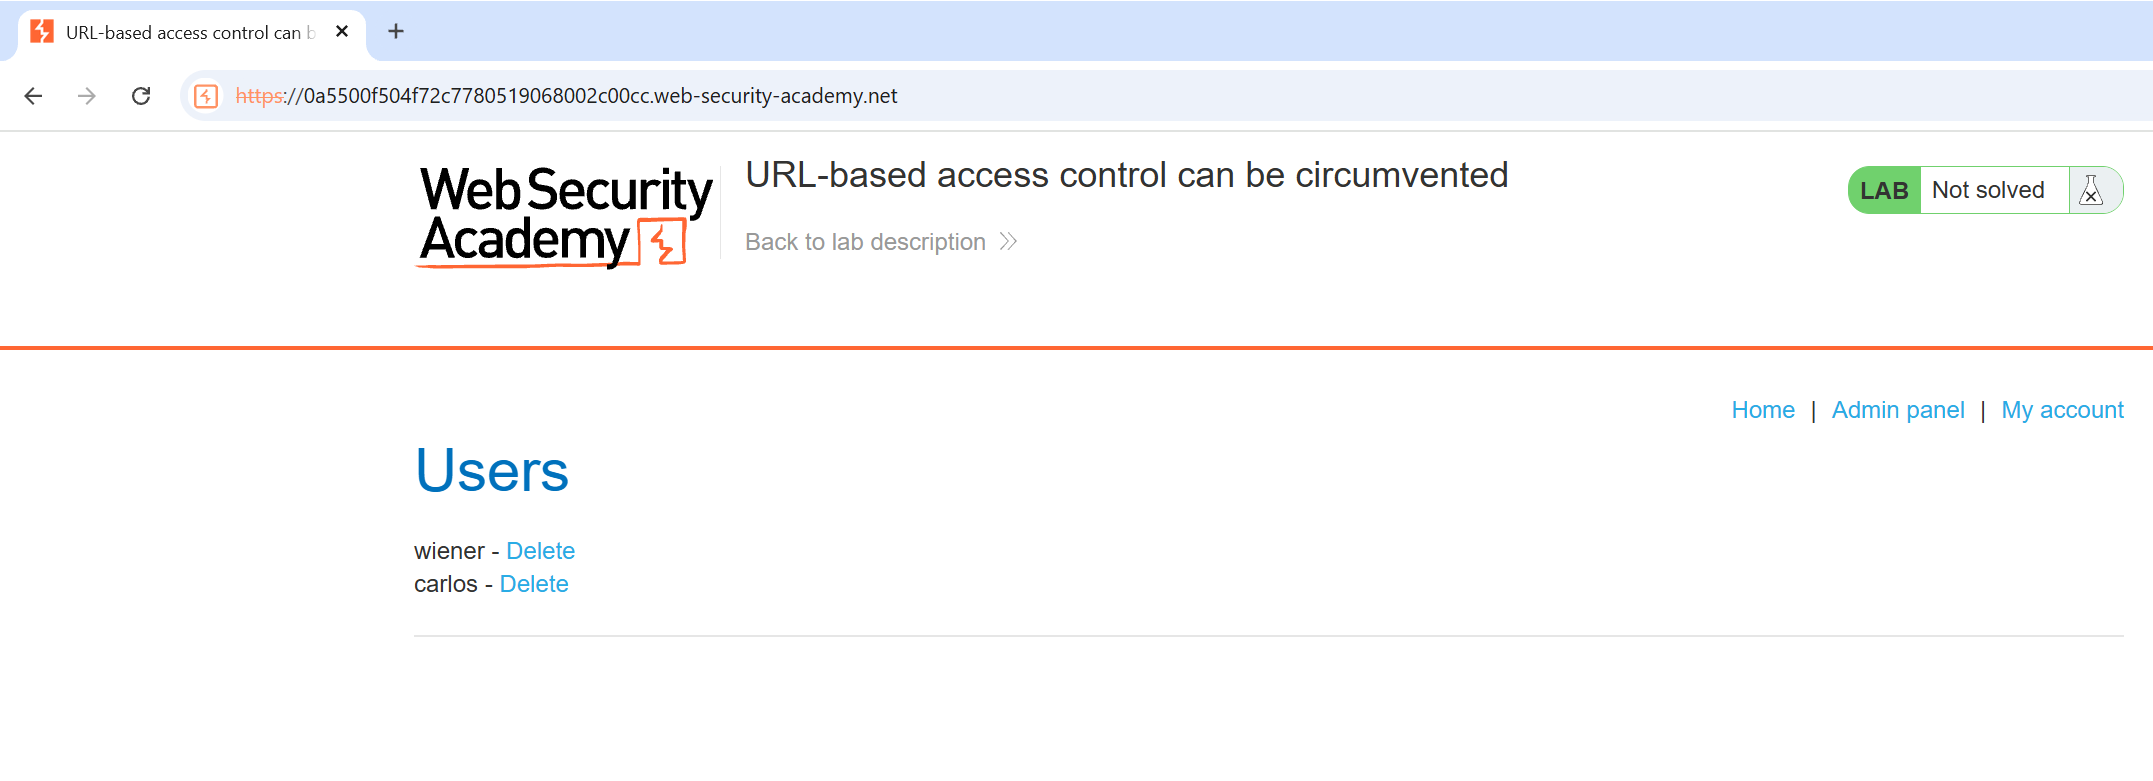 URL-based access control can b
https://0a5500f504f72c7780519068002c00cc.web-security-academy.net
Web Security
Academy
URL-based access control can be circumvented
Back to lab description
LAB Not solved
Home | Admin panel | My account
Users
wiener - Delete
carlos - Delete